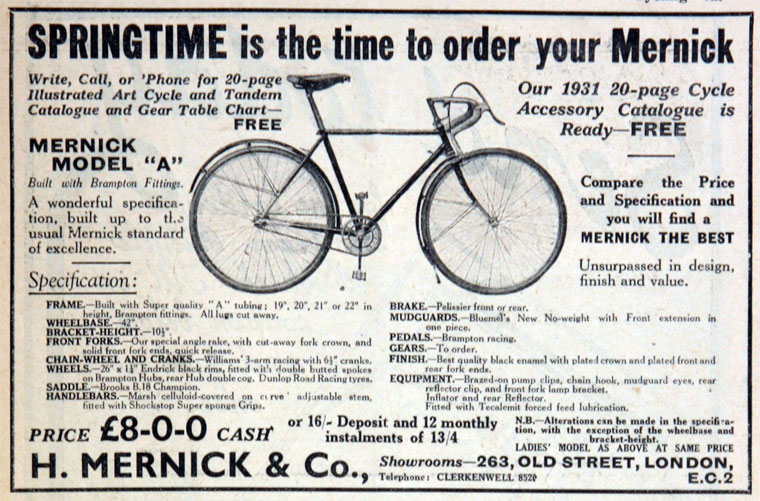 SPRINGTIME is the time to order your Mernick
Write, Call, or 'Phone for 20-page
Illustrated Art Cycle and Tandem
Catalogue and Gear Table Chart—
FREE
MERNICK
MODEL "A"
Built with Brampton Fittings.
A wonderful specifica-
tion, built up to the
usual Mernick standard
of excellence.
Our 1931 20-page Cycle
Accessory Catalogue is
Ready—FREE
Compare the Price
and Specification and
you will find a
MERNICK THE BEST
Unsurpassed in design,
finish and value.
Specification:
FRAME.—Built with Super quality "A" tubing; 19", 20", 21" or 22" in
height, Brampton fittings. All lugs cut away.
WHEELBASE.—42".
BRACKET-HEIGHT.—10½".
FRONT FORKS.—Our special angle rake, with cut-away fork crown, and
solid front fork ends, quick release.
CHAIN-WHEEL AND CRANKS.—Williams' 3-arm racing with 6½" cranks.
WHEELS.—26" x 1¼" Endrick black rims, fitted with double butted spokes
on Brampton Hubs, rear Hub double cog. Dunlop Road Racing tyres.
SADDLE.—Brooks B.18 Champion.
HANDLEBARS.—Marsh celluloid-covered on curve adjustable stem,
fitted with Shockstop Super sponge Grips.
BRAKE.—Pelissier front or rear.
MUDGUARDS.—Bluemel's New No-weight with Front extension in
one piece.
PEDALS.—Brampton racing.
GEARS.—To order.
FINISH.—Best quality black enamel with plated crown and plated front and
rear fork ends.
EQUIPMENT.—Brazed-on pump clips, chain hook, mudguard eyes, rear
reflector clip, and front fork lamp bracket.
Inflator and rear Reflector.
Fitted with Tecalemit forced feed lubrication.
PRICE £8-0-0 CASH
or 16/- Deposit and 12 monthly
instalments of 13/4
N.B.—Alterations can be made in the specifica-
tion, with the exception of the wheelbase and
bracket-height.
LADIES' MODEL AS ABOVE AT SAME PRICE
H. MERNICK & Co.,
Showrooms—263, OLD STREET, LONDON,
Telephone: CLERKENWELL 8520
E.C.2